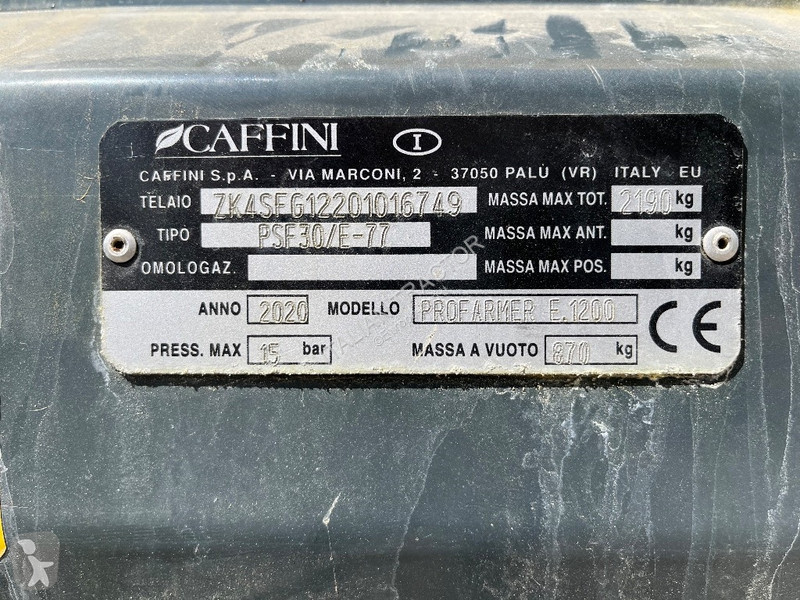 CAFFINI I
CAFFINI S.p.A. - VIA MARCONI, 2 - 37050 PALÙ (VR) ITALY EU
TELAIO ZK4SFG12201016749 MASSA MAX TOT. 2190 kg
TIPO PSF30/E-77 MASSA MAX ANT. kg
OMOLOGAZ. MASSA MAX POS. kg
ANNO 2020 MODELLO PROFARMER E.1200
PRESS. MAX 15 bar MASSA A VUOTO 870 kg
CE